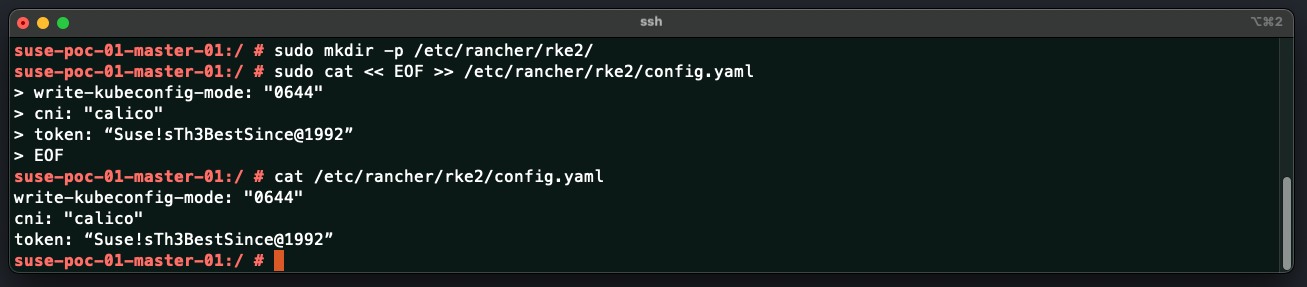 ssh
⌥⌘2
suse-poc-01-master-01:/ # sudo mkdir -p /etc/rancher/rke2/
suse-poc-01-master-01:/ # sudo cat << EOF >> /etc/rancher/rke2/config.yaml
> write-kubeconfig-mode: "0644"
> cni: "calico"
> token: “Suse!sTh3BestSince@1992”
> EOF
suse-poc-01-master-01:/ # cat /etc/rancher/rke2/config.yaml
write-kubeconfig-mode: "0644"
cni: "calico"
token: “Suse!sTh3BestSince@1992”
suse-poc-01-master-01:/ #